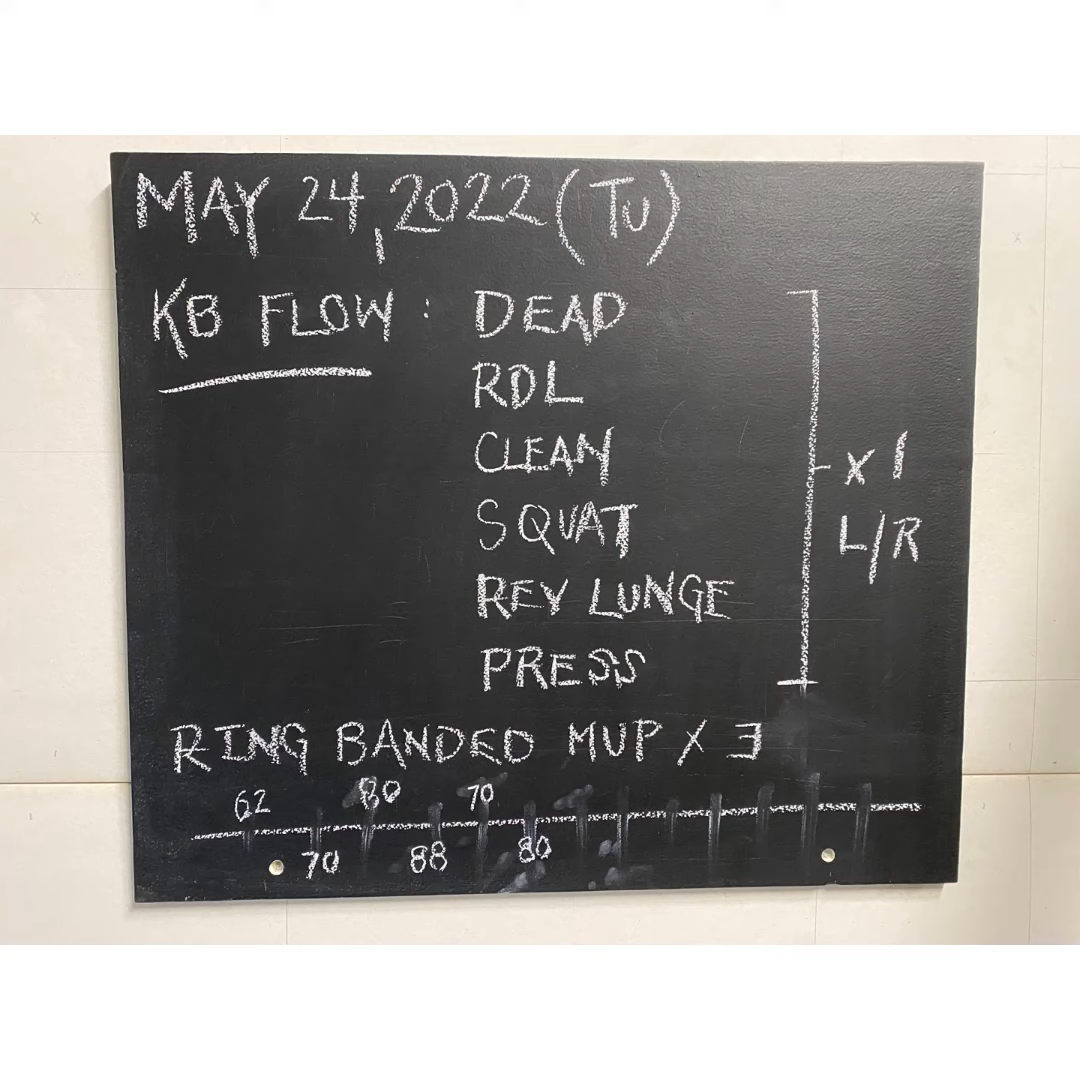 MAY 24, 2022 (TU)
KB FLOW : DEAD
RDL
CLEAN
SQUAT
REV LUNGE
PRESS
X 1
L/R
RING BANDED MUP X 3
62 80 70
70 88 80